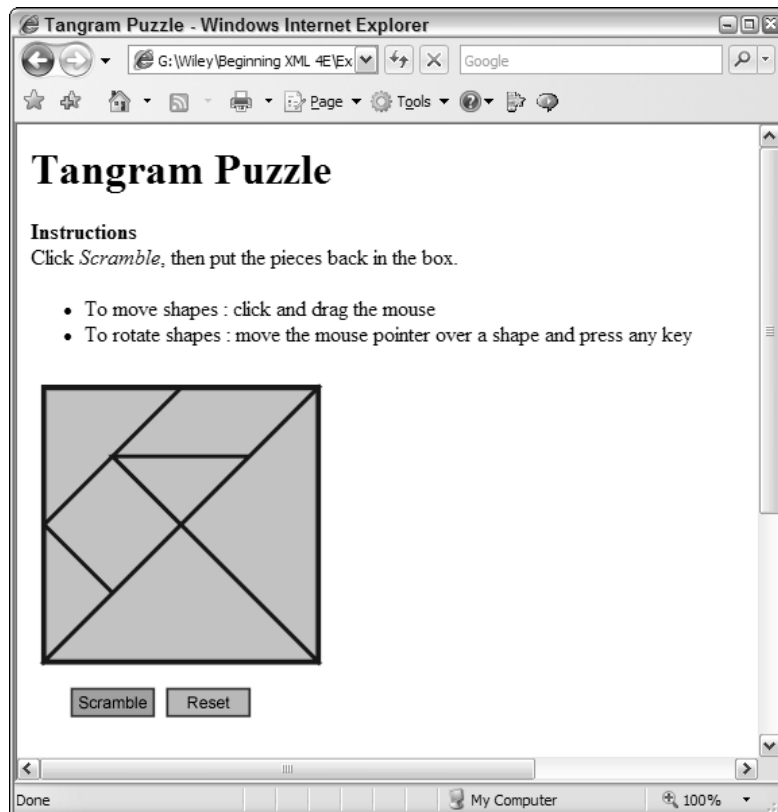 Tangram Puzzle - Windows Internet Explorer
G:\Wiley\Beginning XML 4E\Ex
Google
Page
Tools
Tangram Puzzle
Instructions
Click Scramble, then put the pieces back in the box.
• To move shapes : click and drag the mouse
• To rotate shapes : move the mouse pointer over a shape and press any key
Scramble Reset
Done
My Computer
100%